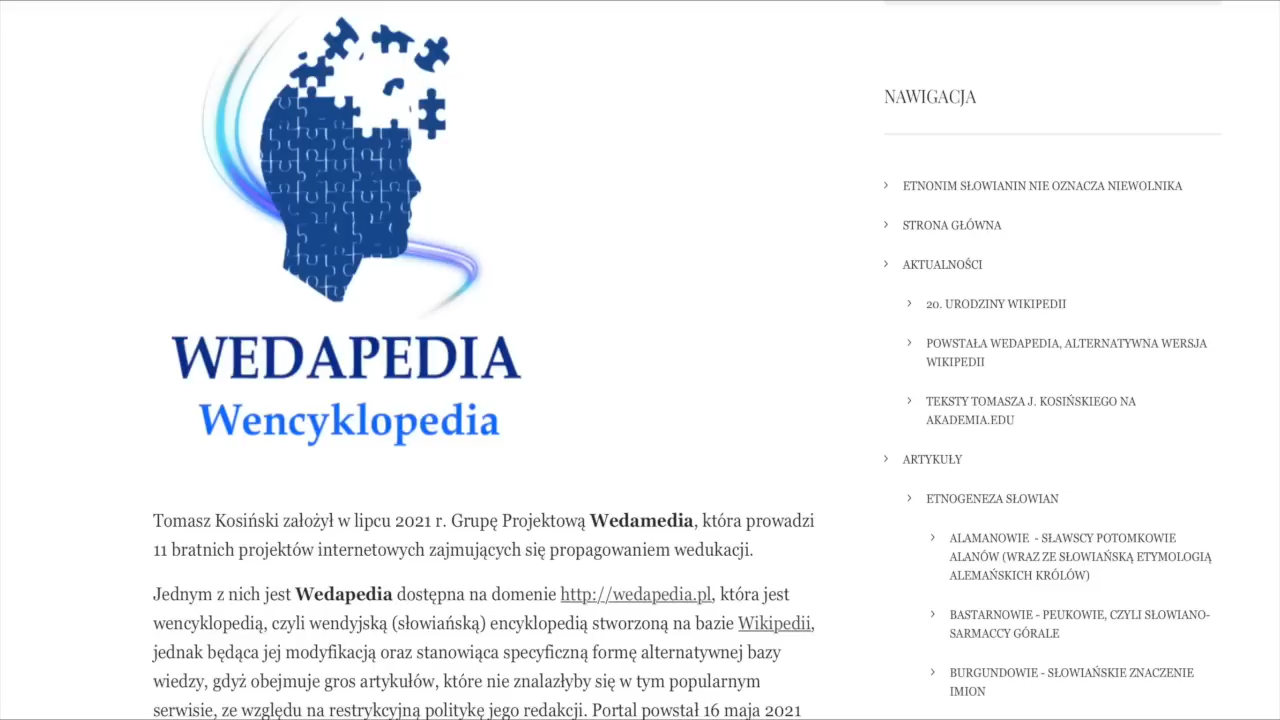 WEDAPEDIA
Wencyklopedia
Tomasz Kosiński założył w lipcu 2021 r. Grupę Projektową Wedamedia, która prowadzi
11 bratnich projektów internetowych zajmujących się propagowaniem wedukacji.
Jednym z nich jest Wedapedia dostępna na domenie http://wedapedia.pl, która jest
wencyklopedią, czyli wendyjską (słowiańską) encyklopedią stworzoną na bazie Wikipedii,
jednak będąca jej modyfikacją oraz stanowiąca specyficzną formę alternatywnej bazy
wiedzy, gdyż obejmuje gros artykułów, które nie znalazłyby się w tym popularnym
serwisie, ze względu na restrykcyjną politykę jego redakcji. Portal powstał 16 maja 2021
NAWIGACJA
ETNONIM SŁOWIANIN NIE OZNACZA NIEWOLNIKA
STRONA GŁÓWNA
AKTUALNOŚCI
20. URODZINY WIKIPEDII
POWSTAŁA WEDAPEDIA, ALTERNATYWNA WERSJA
WIKIPEDII
TEKSTY TOMASZA J. KOSIŃSKIEGO NA
AKADEMIA.EDU
ARTYKUŁY
ETNOGENEZA SŁOWIAN
ALAMANOWIE - SŁAWSCY POTOMKOWIE
ALANÓW (WRAZ ZE SŁOWIAŃSKĄ ETYMOLOGIĄ
ALEMAŃSKICH KRÓLÓW)
BASTARNOWIE - PEUKOWIE, CZYLI SŁOWIANO-
SARMACCY GÓRALE
BURGUNDOWIE - SŁOWIAŃSKIE ZNACZENIE
IMION